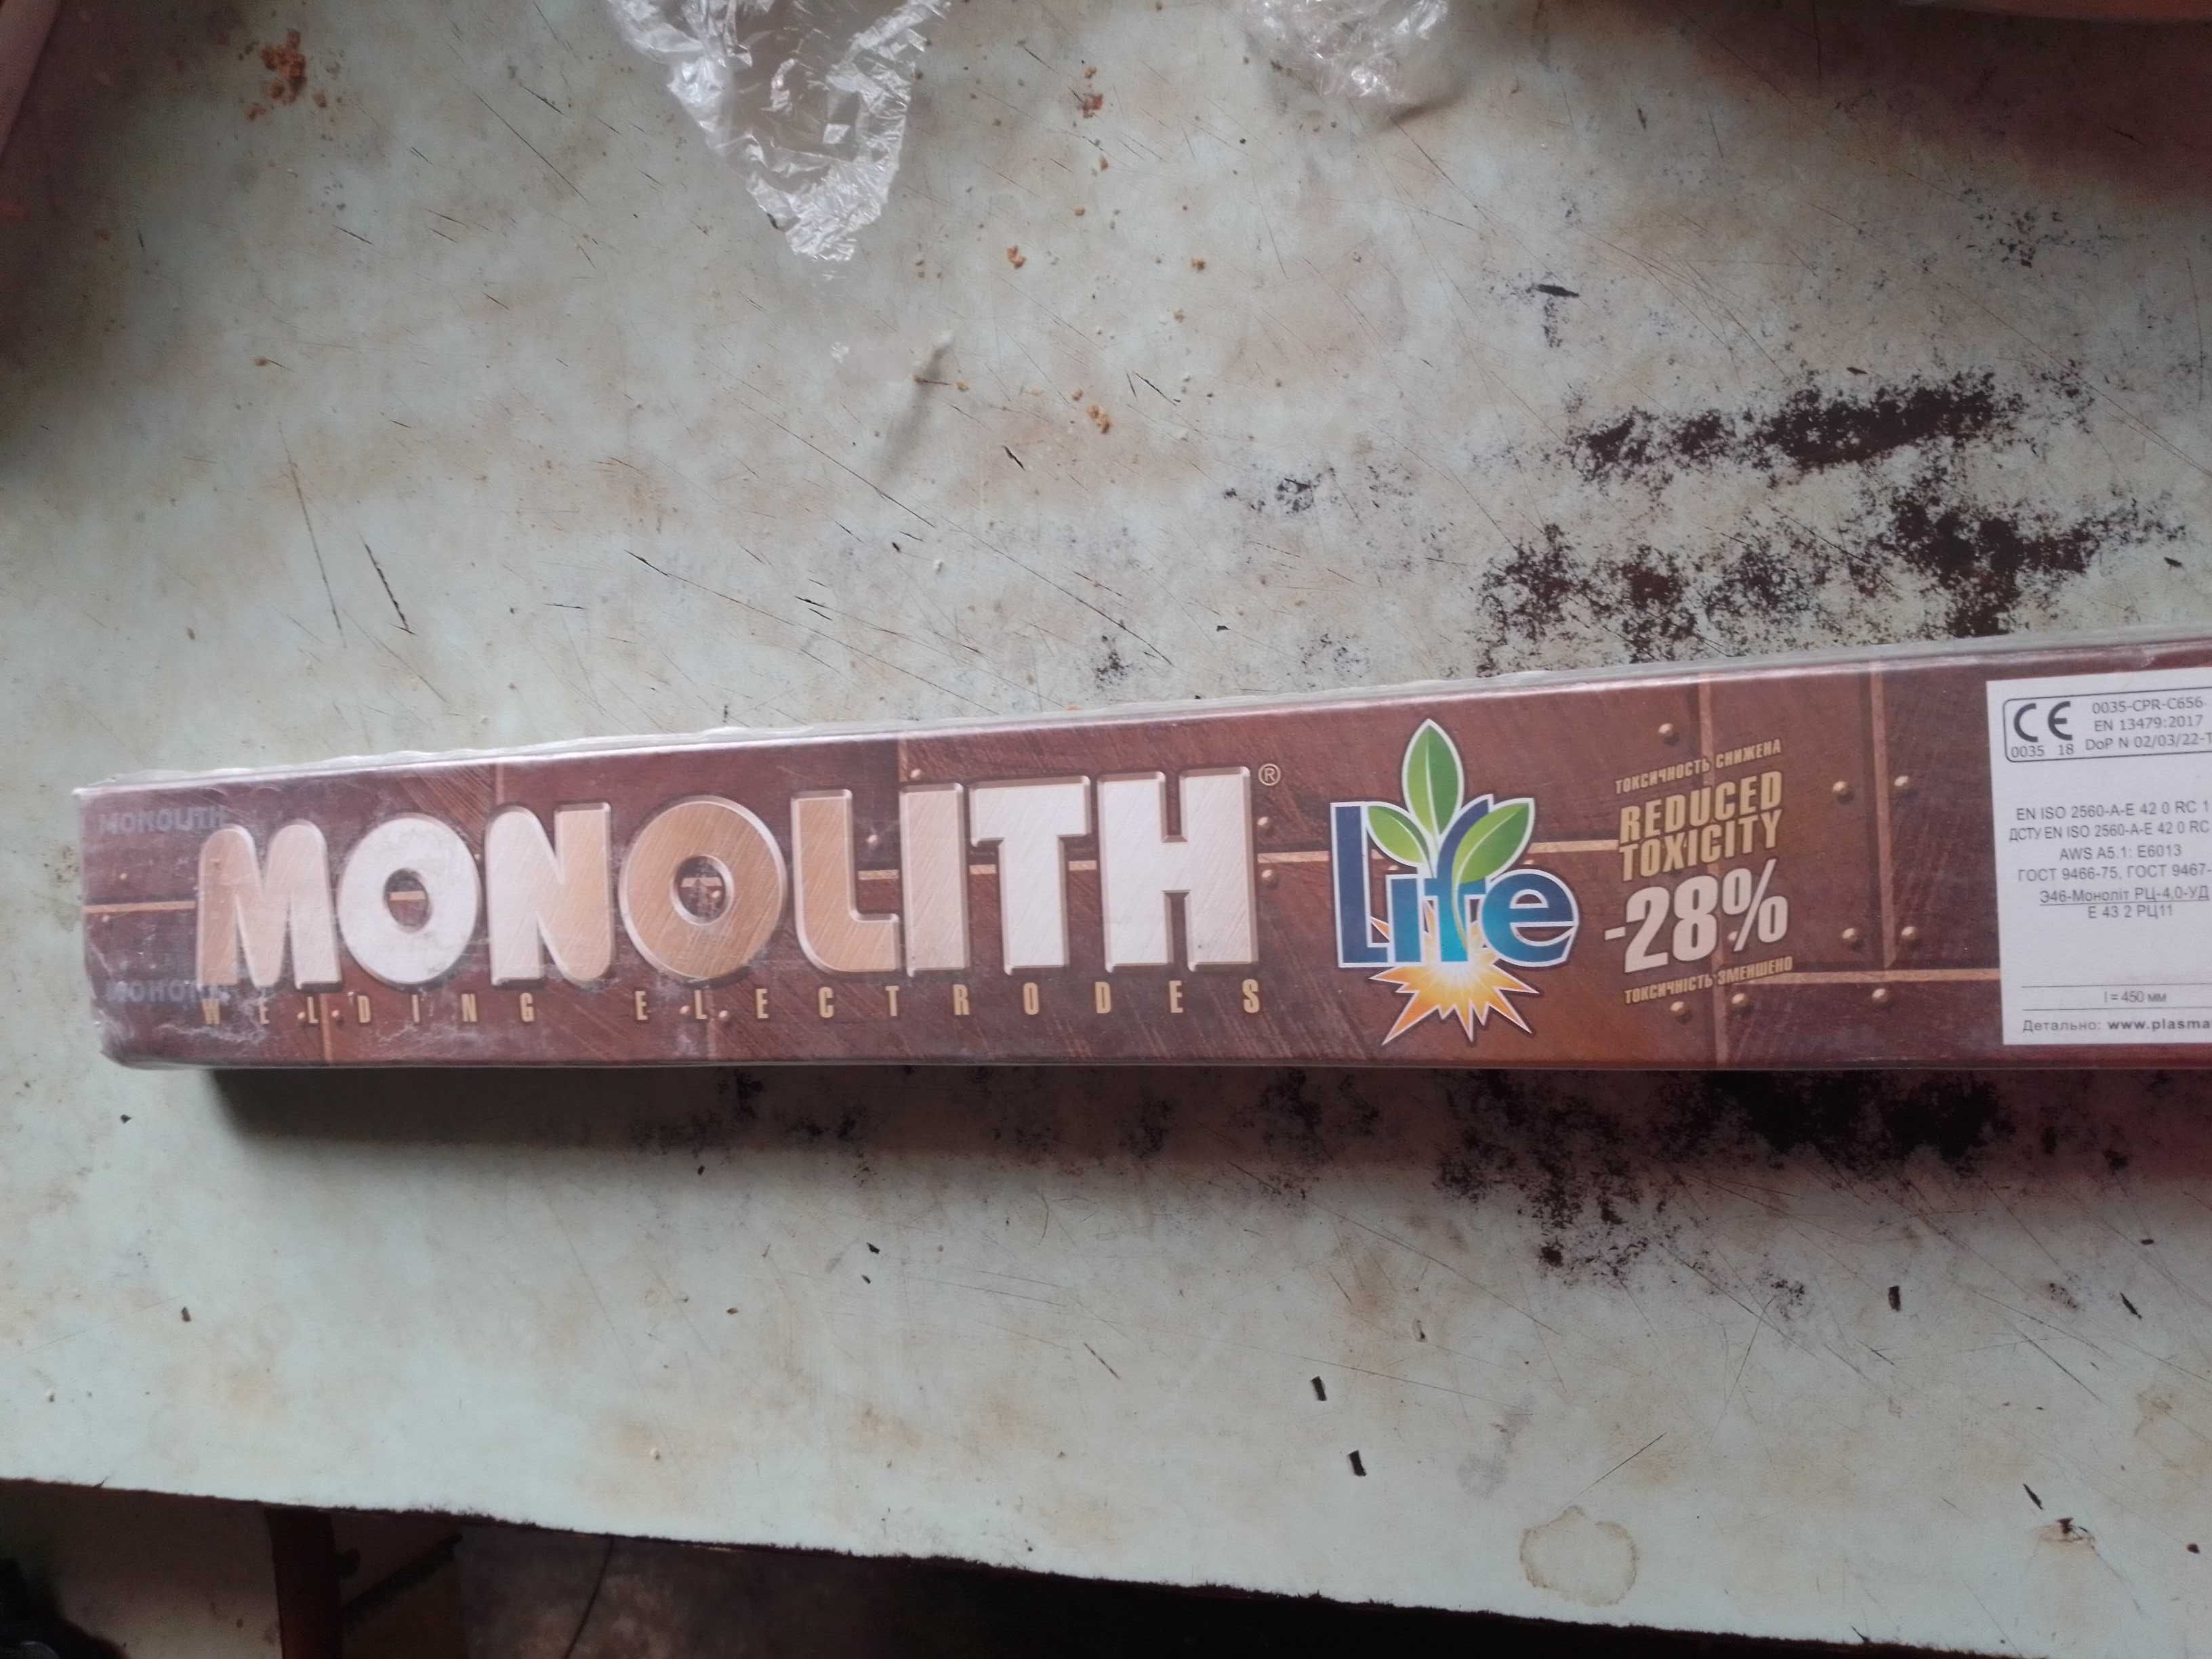 MONOLITH
MONOLITH®
WELDING ELECTRODES
Life
ТОКСИЧНОСТЬ СНИЖЕНА
REDUCED
TOXICITY
-28%
ТОКСИЧНІСТЬ ЗМЕНШЕНО
CE
0035 18
0035-CPR-C656
EN 13479:2017
DoP N 02/03/22-T
EN ISO 2560-A-E 42 0 RC 1
ДСТУ EN ISO 2560-A-E 42 0 RC
AWS A5.1: E6013
ГОСТ 9466-75, ГОСТ 9467-
Э46-Моноліт РЦ-4,0-УД
Е 43 2 РЦ11
l = 450 мм
Детально: www.plasma